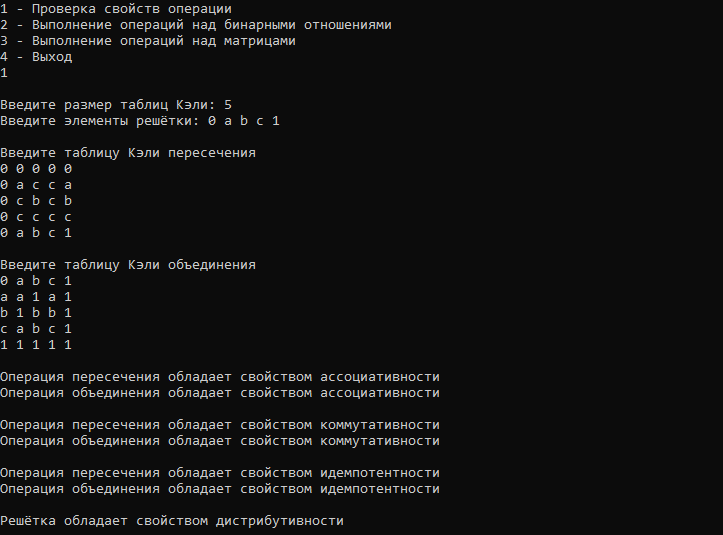 1 - Проверка свойств операции
2 - Выполнение операций над бинарными отношениями
3 - Выполнение операций над матрицами
4 - Выход
1
Введите размер таблиц Кэли: 5
Введите элементы решётки: 0 a b c 1
Введите таблицу Кэли пересечения
0 0 0 0 0
0 a c c a
0 c b c b
0 c c c c
0 a b c 1
Введите таблицу Кэли объединения
0 a b c 1
a a 1 a 1
b 1 b b 1
c a b c 1
1 1 1 1 1
Операция пересечения обладает свойством ассоциативности
Операция объединения обладает свойством ассоциативности
Операция пересечения обладает свойством коммутативности
Операция объединения обладает свойством коммутативности
Операция пересечения обладает свойством идемпотентности
Операция объединения обладает свойством идемпотентности
Решётка обладает свойством дистрибутивности